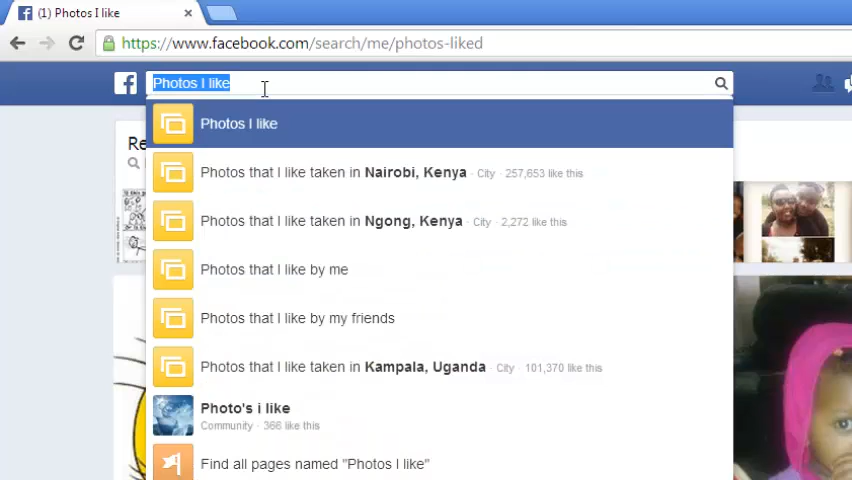 (1) Photos I like
https://www.facebook.com/search/me/photos-liked
Photos I like
Photos I like
Photos that I like taken in Nairobi, Kenya · City · 257,653 like this
Photos that I like taken in Ngong, Kenya · City · 2,272 like this
Photos that I like by me
Photos that I like by my friends
Photos that I like taken in Kampala, Uganda · City · 101,370 like this
Photo's i like
Community · 366 like this
Find all pages named "Photos I like"
Re